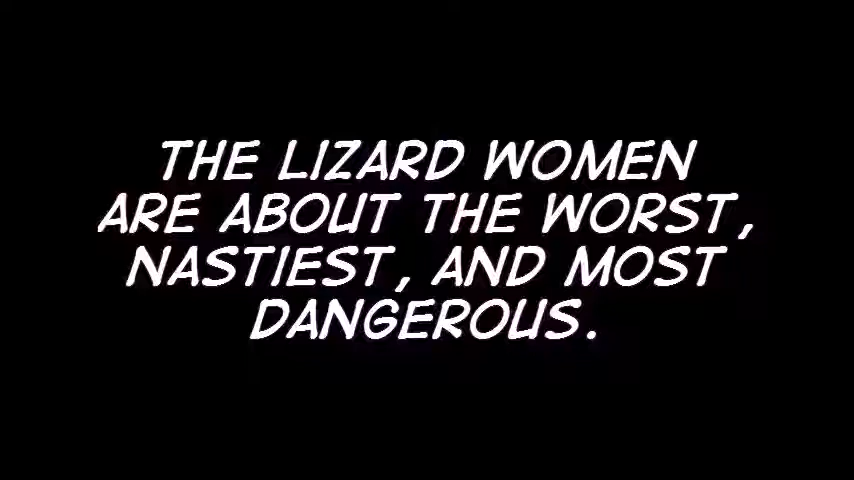 THE LIZARD WOMEN
ARE ABOUT THE WORST,
NASTIEST, AND MOST
DANGEROUS.